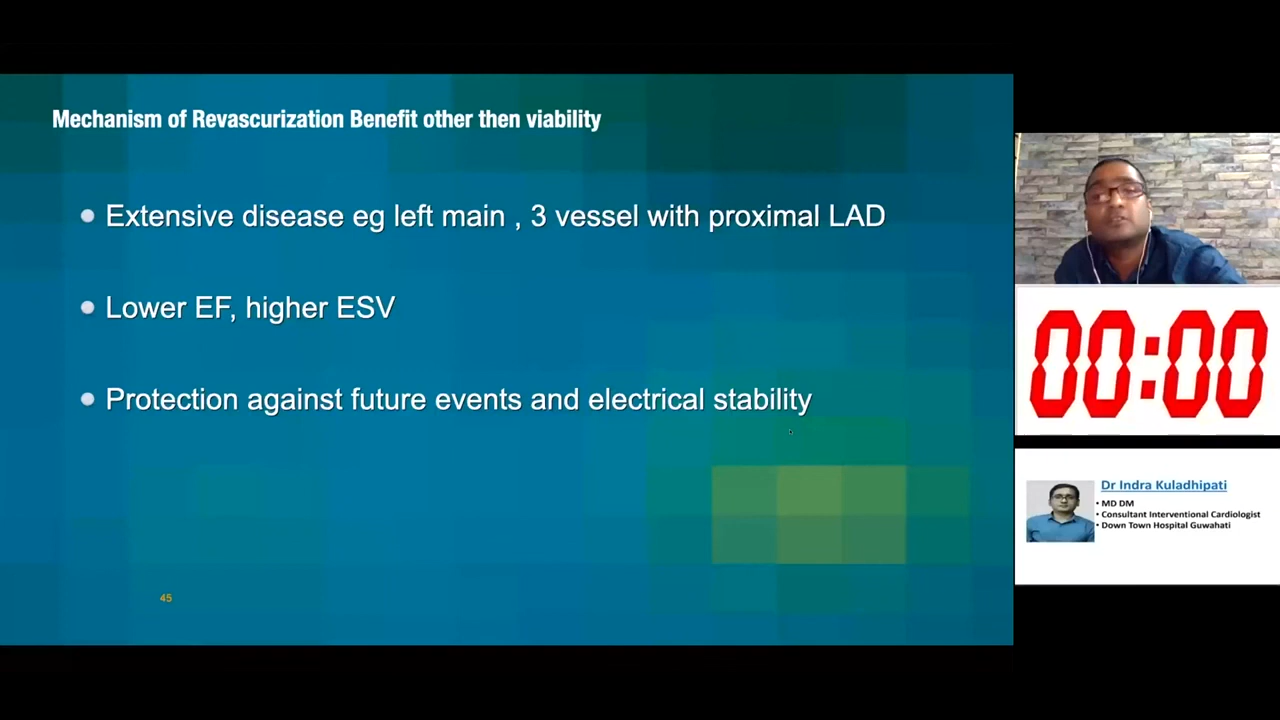 Mechanism of Revascurization Benefit other then viability
Extensive disease eg left main , 3 vessel with proximal LAD
Lower EF, higher ESV
Protection against future events and electrical stability
45
00:00
Dr Indra Kuladhipati
• MD DM
• Consultant Interventional Cardiologist
• Down Town Hospital Guwahati